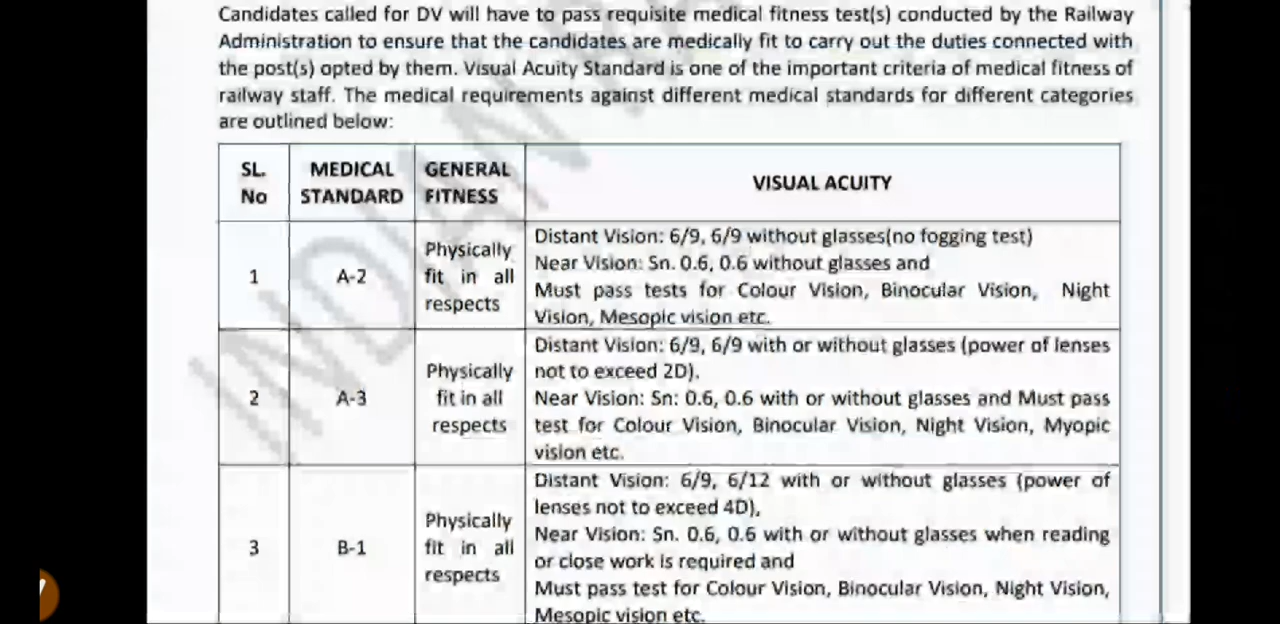 Candidates called for DV will have to pass requisite medical fitness test(s) conducted by the Railway
Administration to ensure that the candidates are medically fit to carry out the duties connected with
the post(s) opted by them. Visual Acuity Standard is one of the important criteria of medical fitness of
railway staff. The medical requirements against different medical standards for different categories
are outlined below:
SL. No
MEDICAL STANDARD
GENERAL FITNESS
VISUAL ACUITY
1
A-2
Physically
fit in all
respects
Distant Vision: 6/9, 6/9 without glasses(no fogging test)
Near Vision: Sn. 0.6, 0.6 without glasses and
Must pass tests for Colour Vision, Binocular Vision, Night
Vision, Mesopic vision etc.
2
A-3
Physically
fit in all
respects
Distant Vision: 6/9, 6/9 with or without glasses (power of lenses
not to exceed 2D).
Near Vision: Sn: 0.6, 0.6 with or without glasses and Must pass
test for Colour Vision, Binocular Vision, Night Vision, Myopic
vision etc.
3
B-1
Physically
fit in all
respects
Distant Vision: 6/9, 6/12 with or without glasses (power of
lenses not to exceed 4D),
Near Vision: Sn. 0.6, 0.6 with or without glasses when reading
or close work is required and
Must pass test for Colour Vision, Binocular Vision, Night Vision,
Mesopic vision etc.
INDIAN